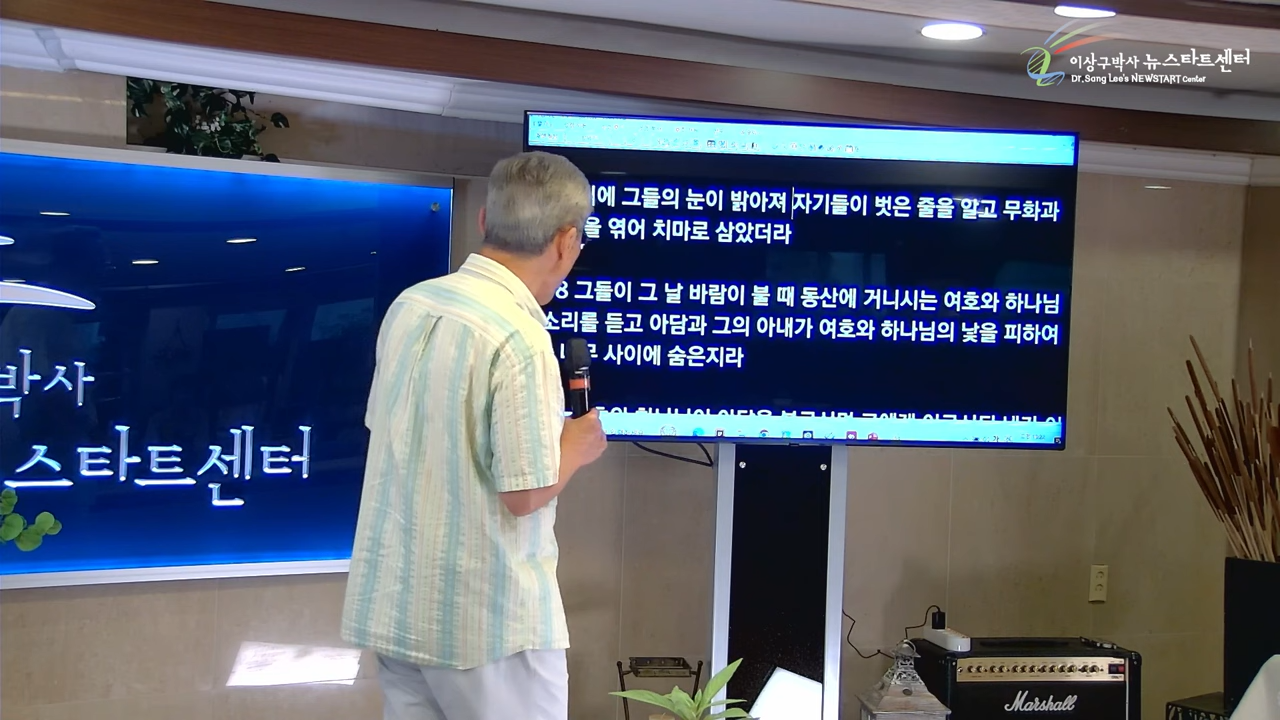 이상구박사 뉴스타트센터
Dr. Sang Lee's NEWSTART Center
그들의 눈이 밝아져 자기들이 벗은 줄을 알고 무화과
엮어 치마로 삼았더라
8 그들이 그 날 바람이 불 때 동산에 거니시는 여호와 하나님
소리를 듣고 아담과 그의 아내가 여호와 하나님의 낯을 피하여
사이에 숨은지라
박사
스타트센터
Marshall